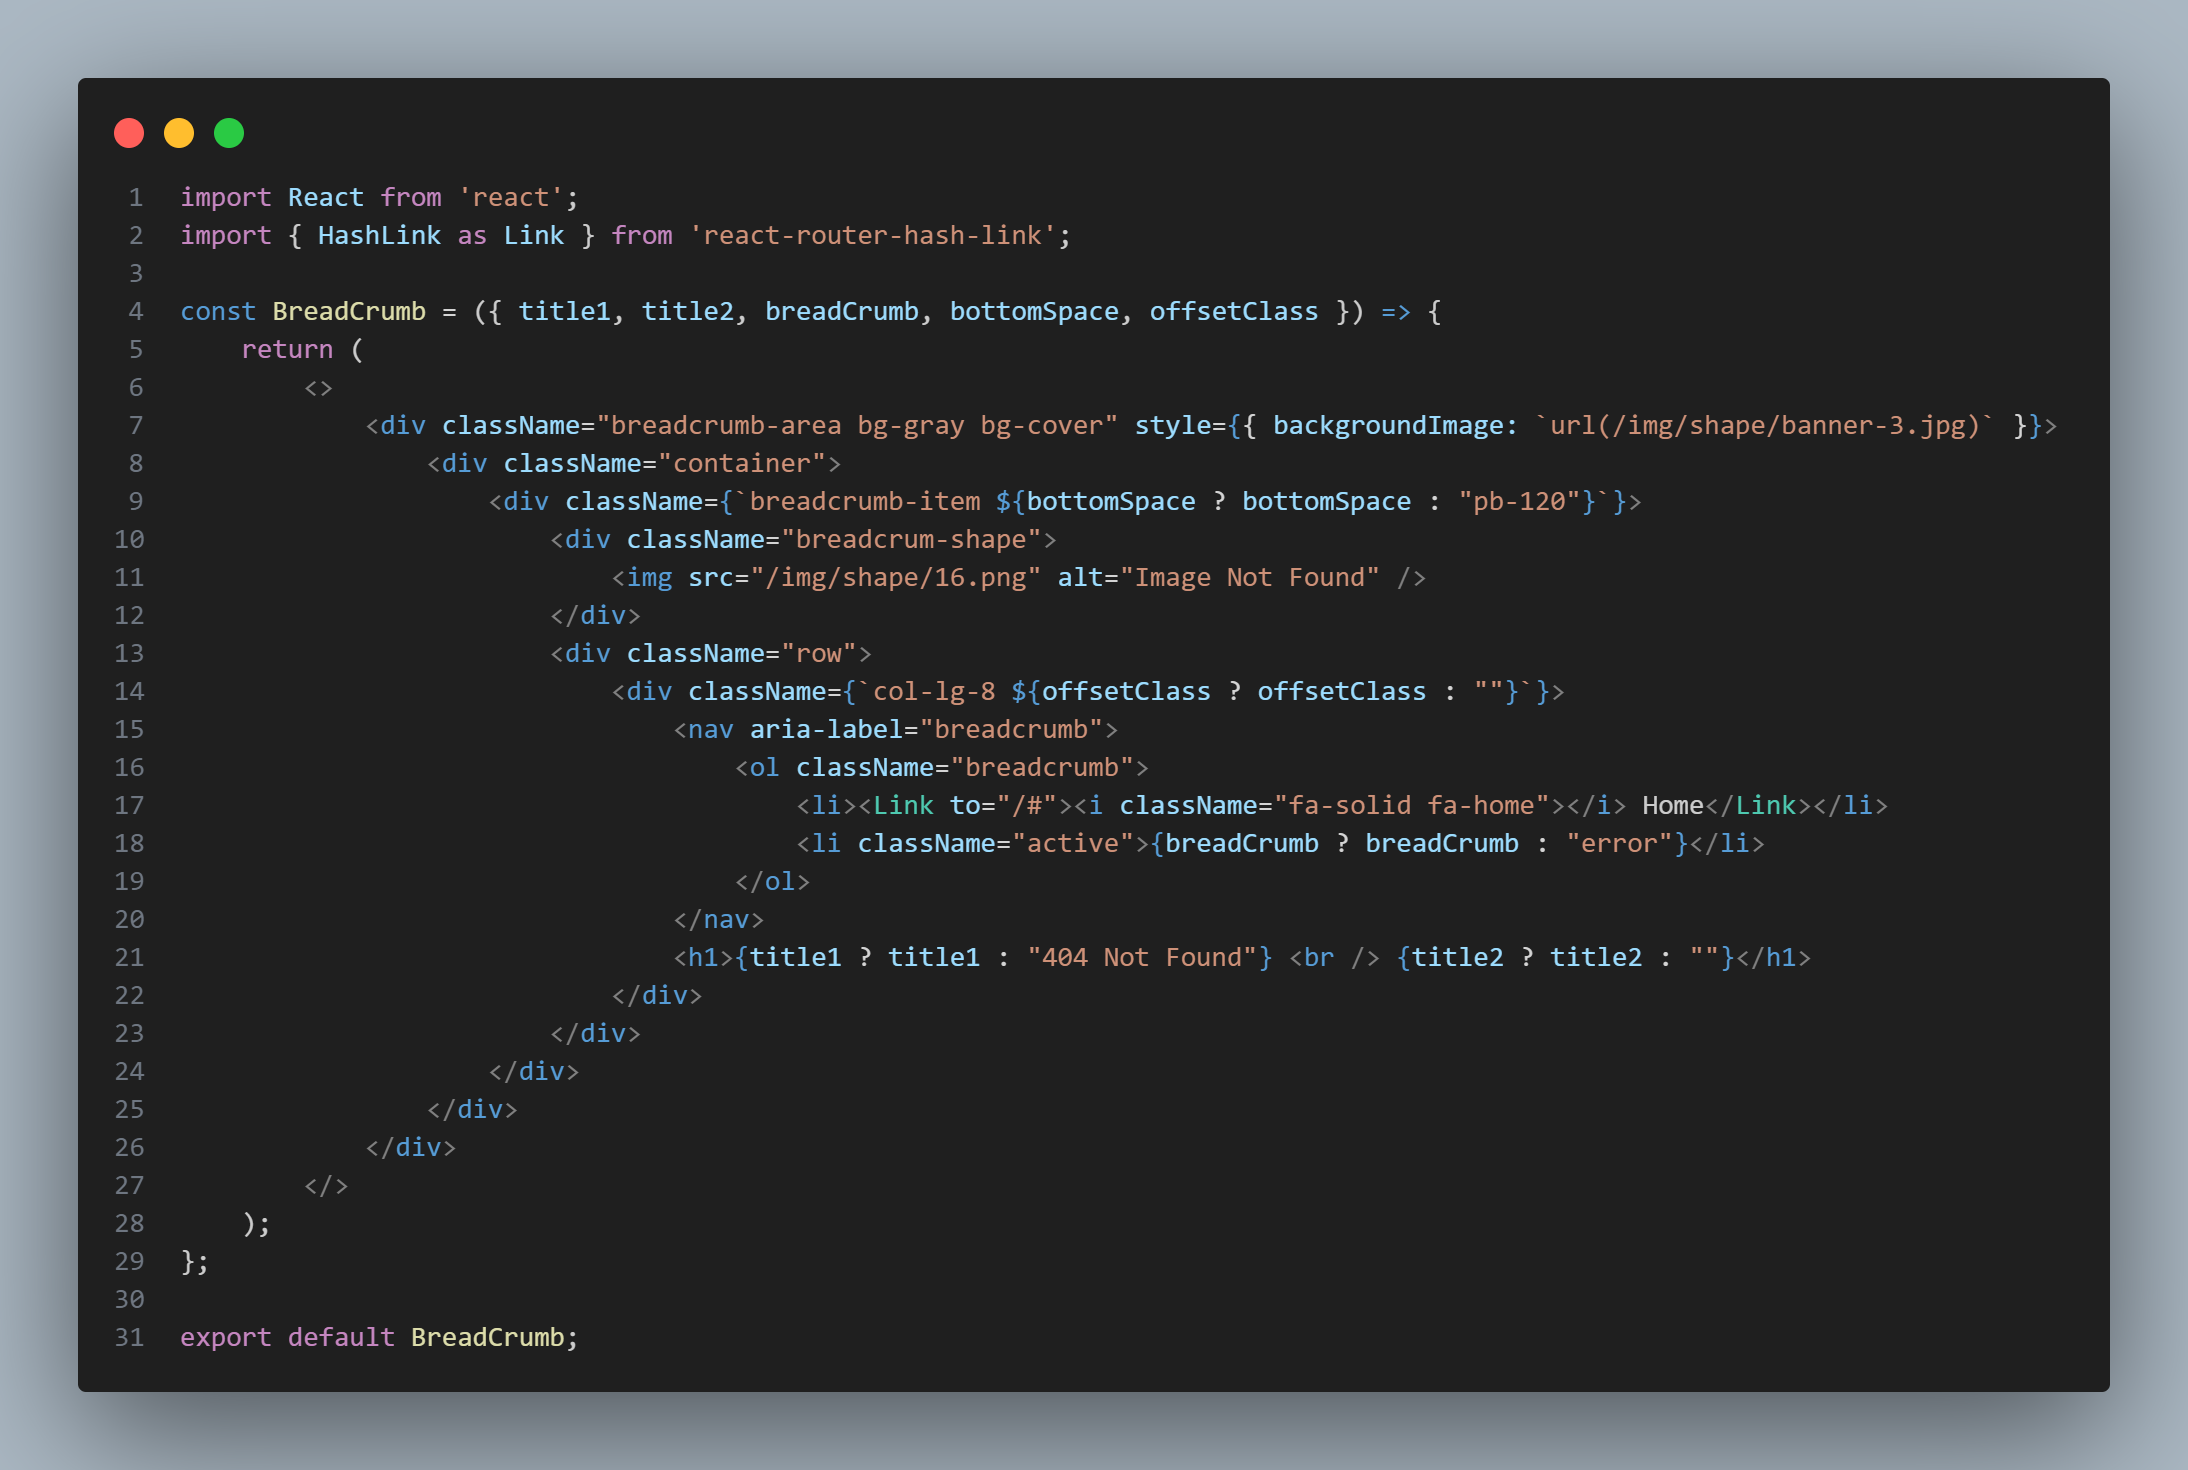 1 import React from 'react';
2 import { HashLink as Link } from 'react-router-hash-link';
3
4 const BreadCrumb = ({ title1, title2, breadCrumb, bottomSpace, offsetClass }) => {
5     return (
6         <>
7             <div className="breadcrumb-area bg-gray bg-cover" style={{ backgroundImage: `url(/img/shape/banner-3.jpg)` }}>
8                 <div className="container">
9                     <div className={`breadcrumb-item ${bottomSpace ? bottomSpace : "pb-120"}`}>
10                         <div className="breadcrum-shape">
11                             <img src="/img/shape/16.png" alt="Image Not Found" />
12                         </div>
13                         <div className="row">
14                             <div className={`col-lg-8 ${offsetClass ? offsetClass : ""}`}>
15                                 <nav aria-label="breadcrumb">
16                                     <ol className="breadcrumb">
17                                         <li><Link to="/#"><i className="fa-solid fa-home"></i> Home</Link></li>
18                                         <li className="active">{breadCrumb ? breadCrumb : "error"}</li>
19                                     </ol>
20                                 </nav>
21                                 <h1>{title1 ? title1 : "404 Not Found"} <br /> {title2 ? title2 : ""}</h1>
22                             </div>
23                         </div>
24                     </div>
25                 </div>
26             </div>
27         </>
28     );
29 };
30
31 export default BreadCrumb;